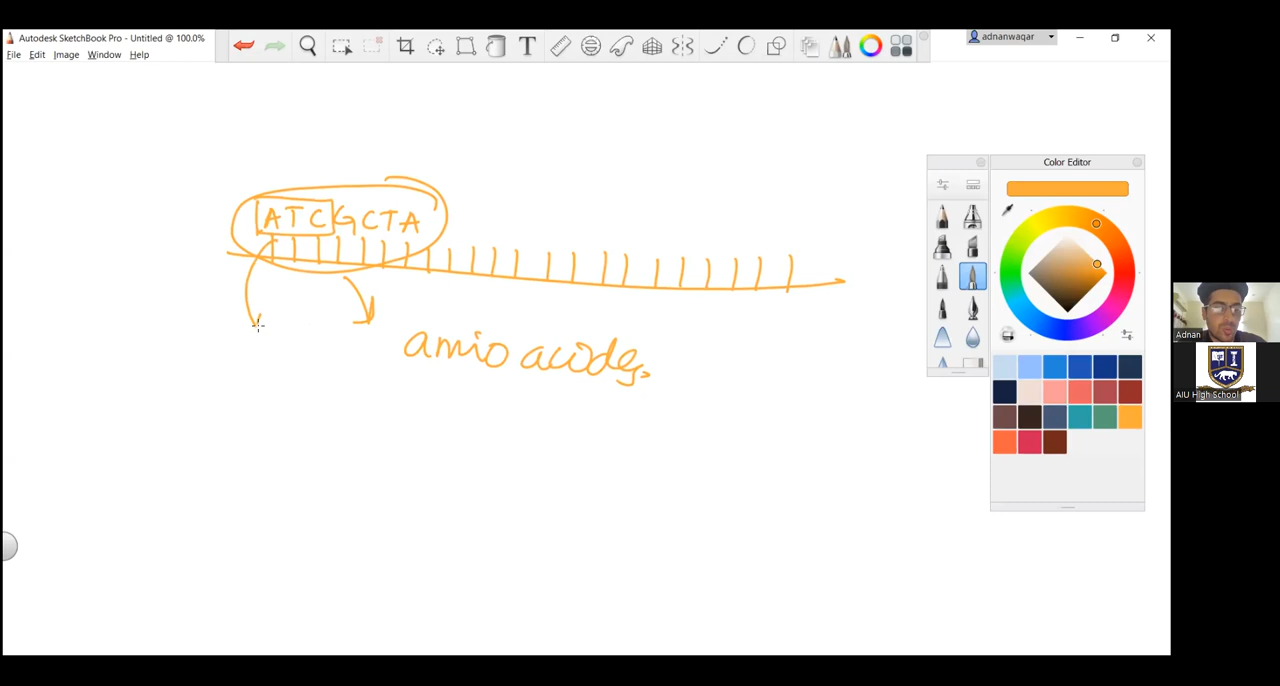 Autodesk SketchBook Pro - Untitled @ 100.0%
adnanwaqar
File Edit Image Window Help
T
Color Editor
ATCGCTA
amio acides
Adnan
AIU High School